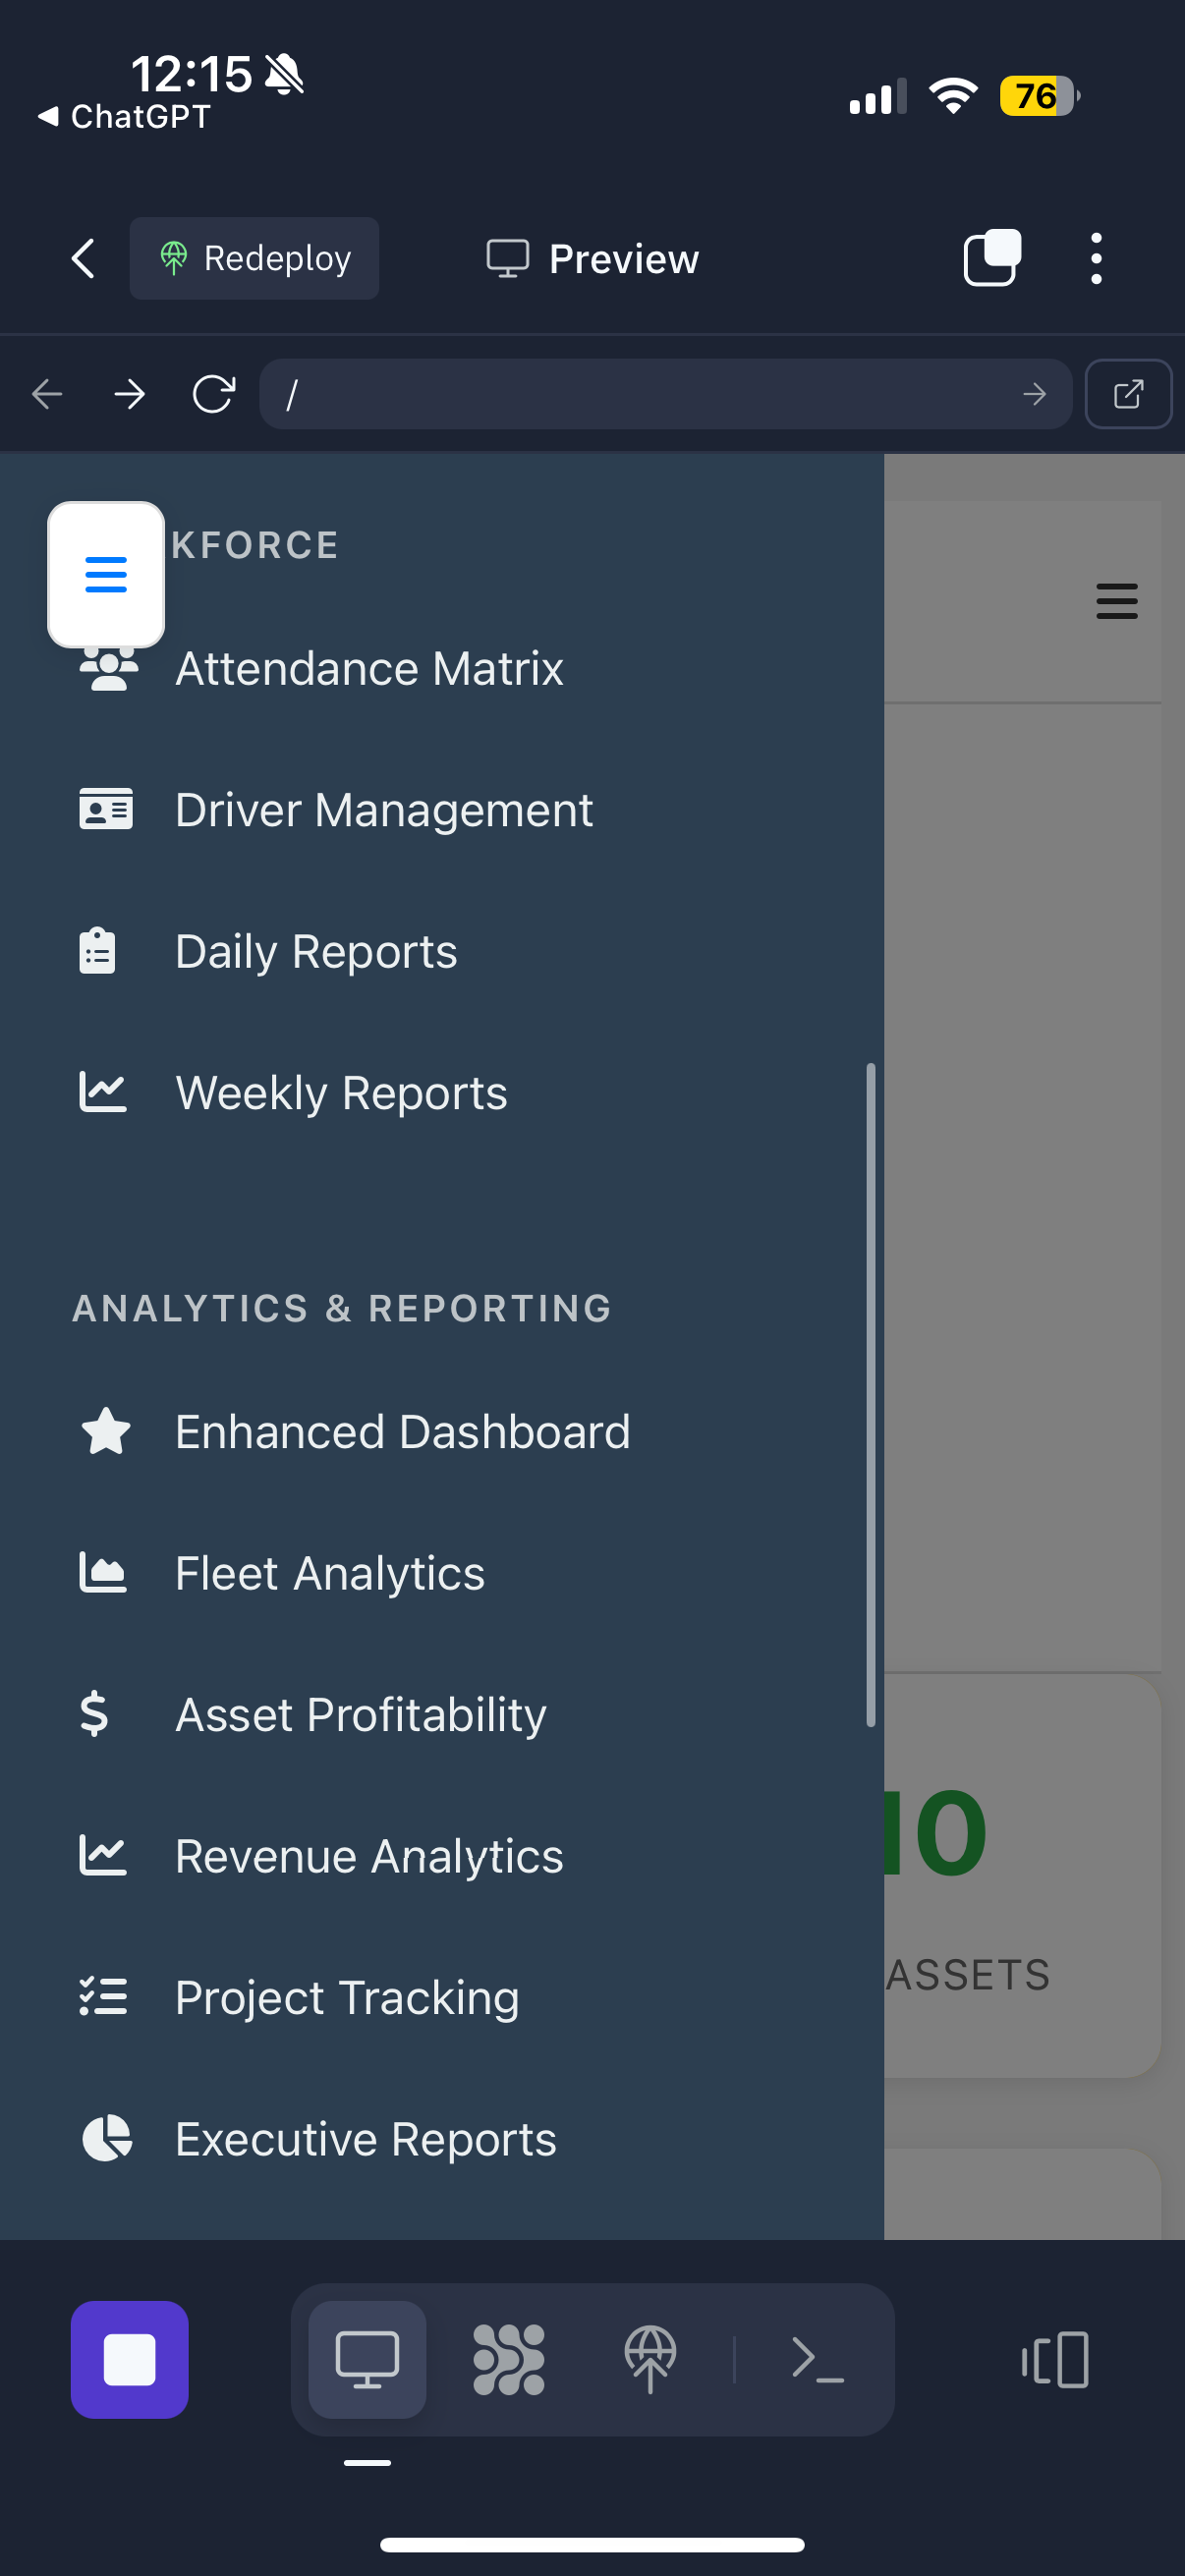 12:15
ChatGPT
76
Redeploy
Preview
/
KFORCE
Attendance Matrix
Driver Management
Daily Reports
Weekly Reports
ANALYTICS & REPORTING
Enhanced Dashboard
Fleet Analytics
Asset Profitability
Revenue Analytics
10
Project Tracking
ASSETS
Executive Reports